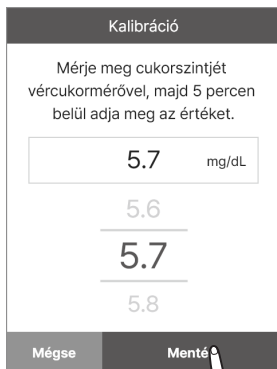 Kalibráció
Mérje meg cukorszintjét
vércukormérővel, majd 5 percen
belül adja meg az értéket.
5.7 mg/dL
5.6
5.7
5.8
Mégse Menté